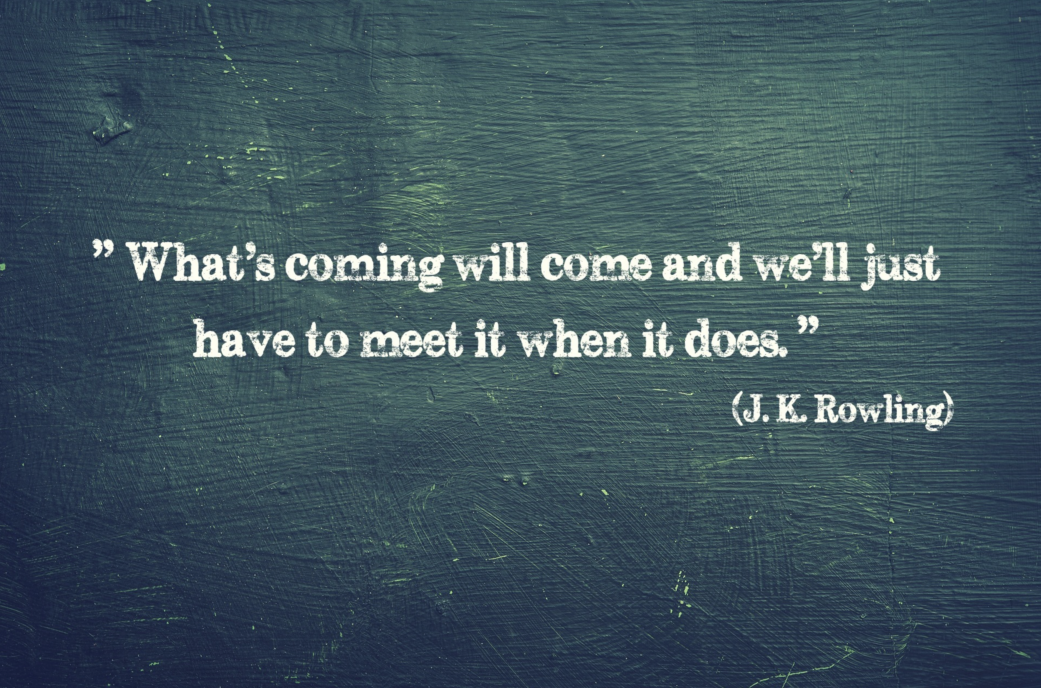 ” What’s coming will come and we’ll just
have to meet it when it does. ”
(J. K. Rowling)